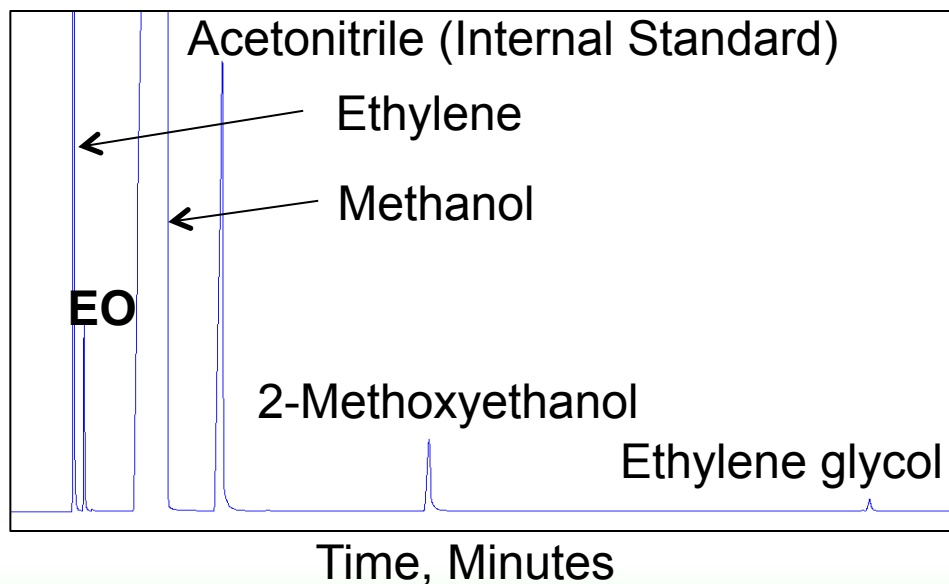 Acetonitrile (Internal Standard)
Ethylene
Methanol
EO
2-Methoxyethanol
Ethylene glycol
Time, Minutes